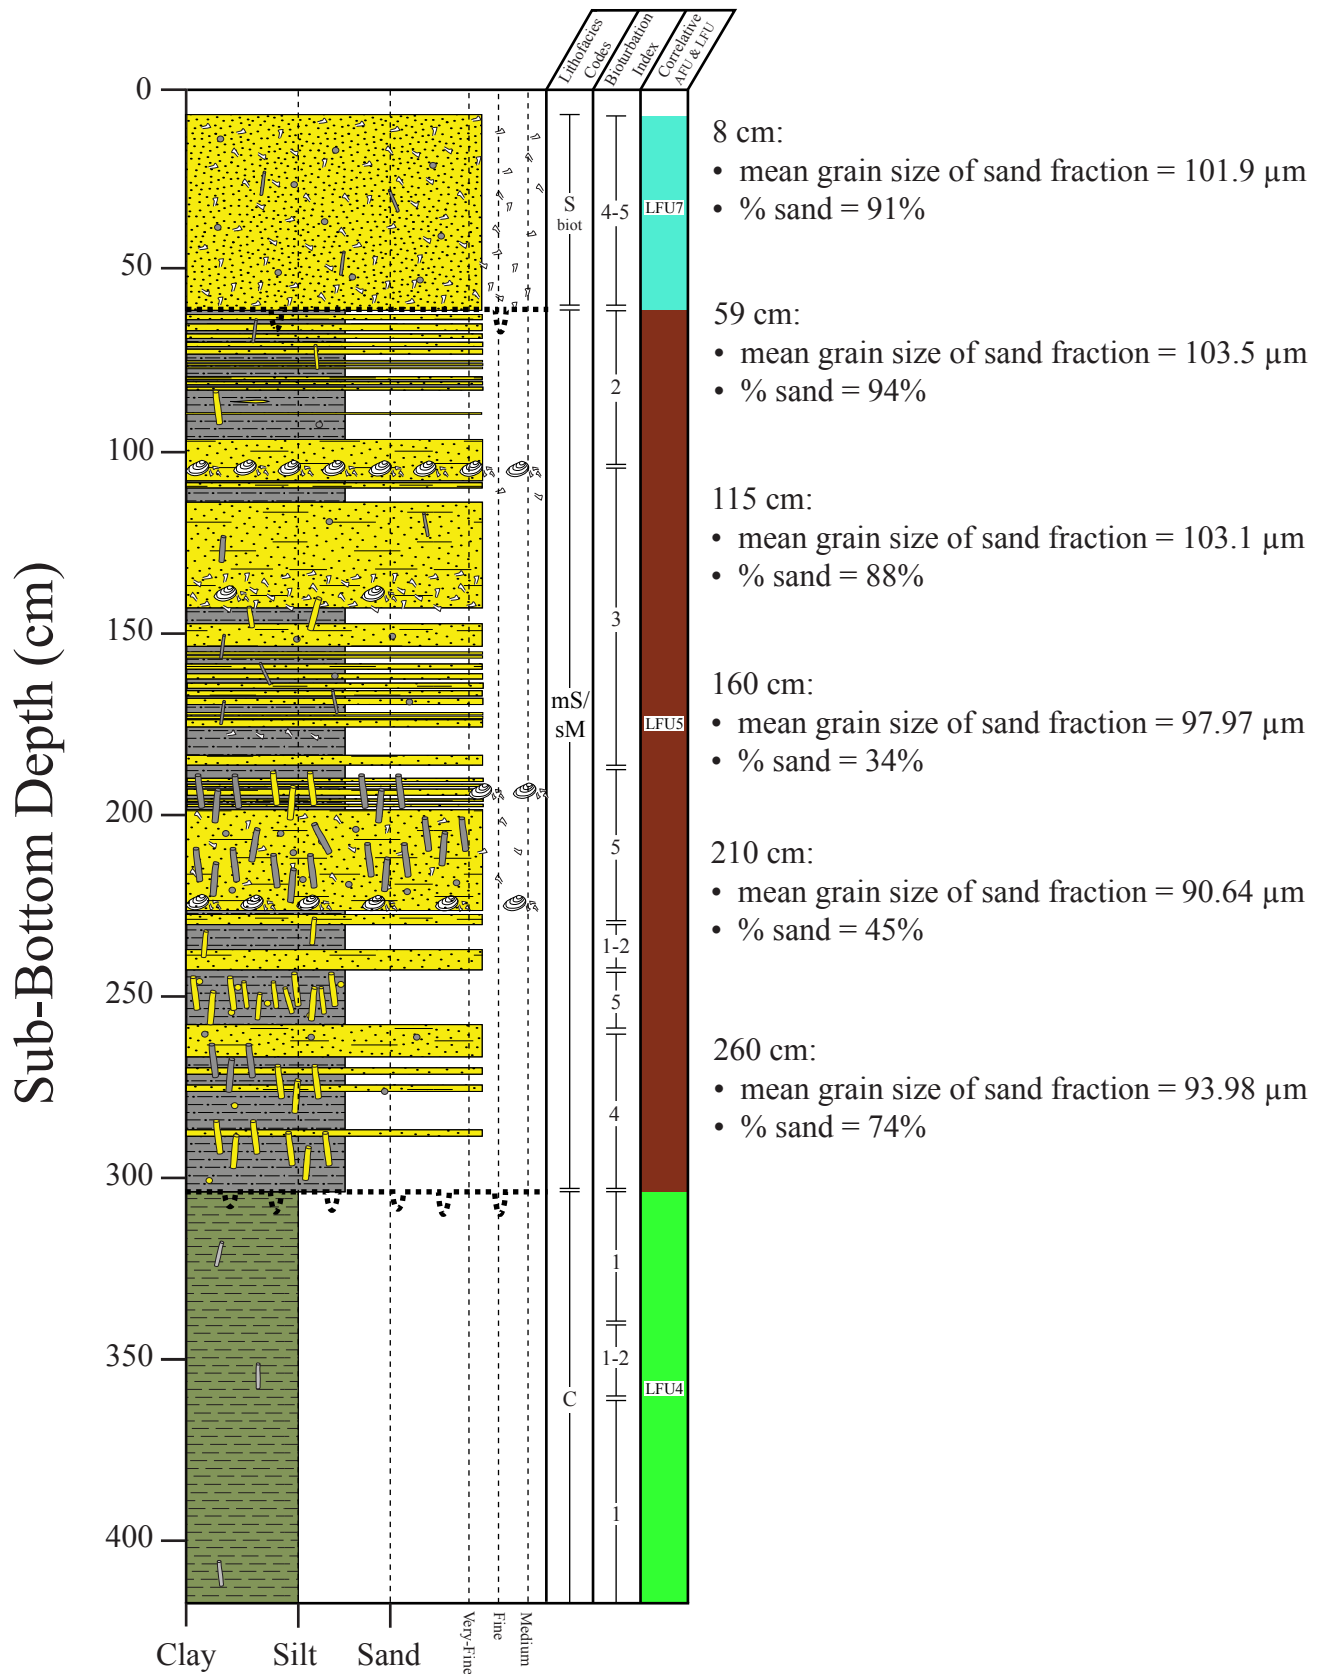 Lithofacies
Codes
Bioturbation
Index
Correlative
AFU & LFU
Sub-Bottom Depth (cm)
0
50
100
150
200
250
300
350
400
S
biot
mS/
sM
C
4-5
2
3
5
1-2
5
4
1
1-2
1
LFU7
LFU5
LFU4
8 cm:
• mean grain size of sand fraction = 101.9 µm
• % sand = 91%
59 cm:
• mean grain size of sand fraction = 103.5 µm
• % sand = 94%
115 cm:
• mean grain size of sand fraction = 103.1 µm
• % sand = 88%
160 cm:
• mean grain size of sand fraction = 97.97 µm
• % sand = 34%
210 cm:
• mean grain size of sand fraction = 90.64 µm
• % sand = 45%
260 cm:
• mean grain size of sand fraction = 93.98 µm
• % sand = 74%
Clay
Silt
Sand
Very-Fine
Fine
Medium